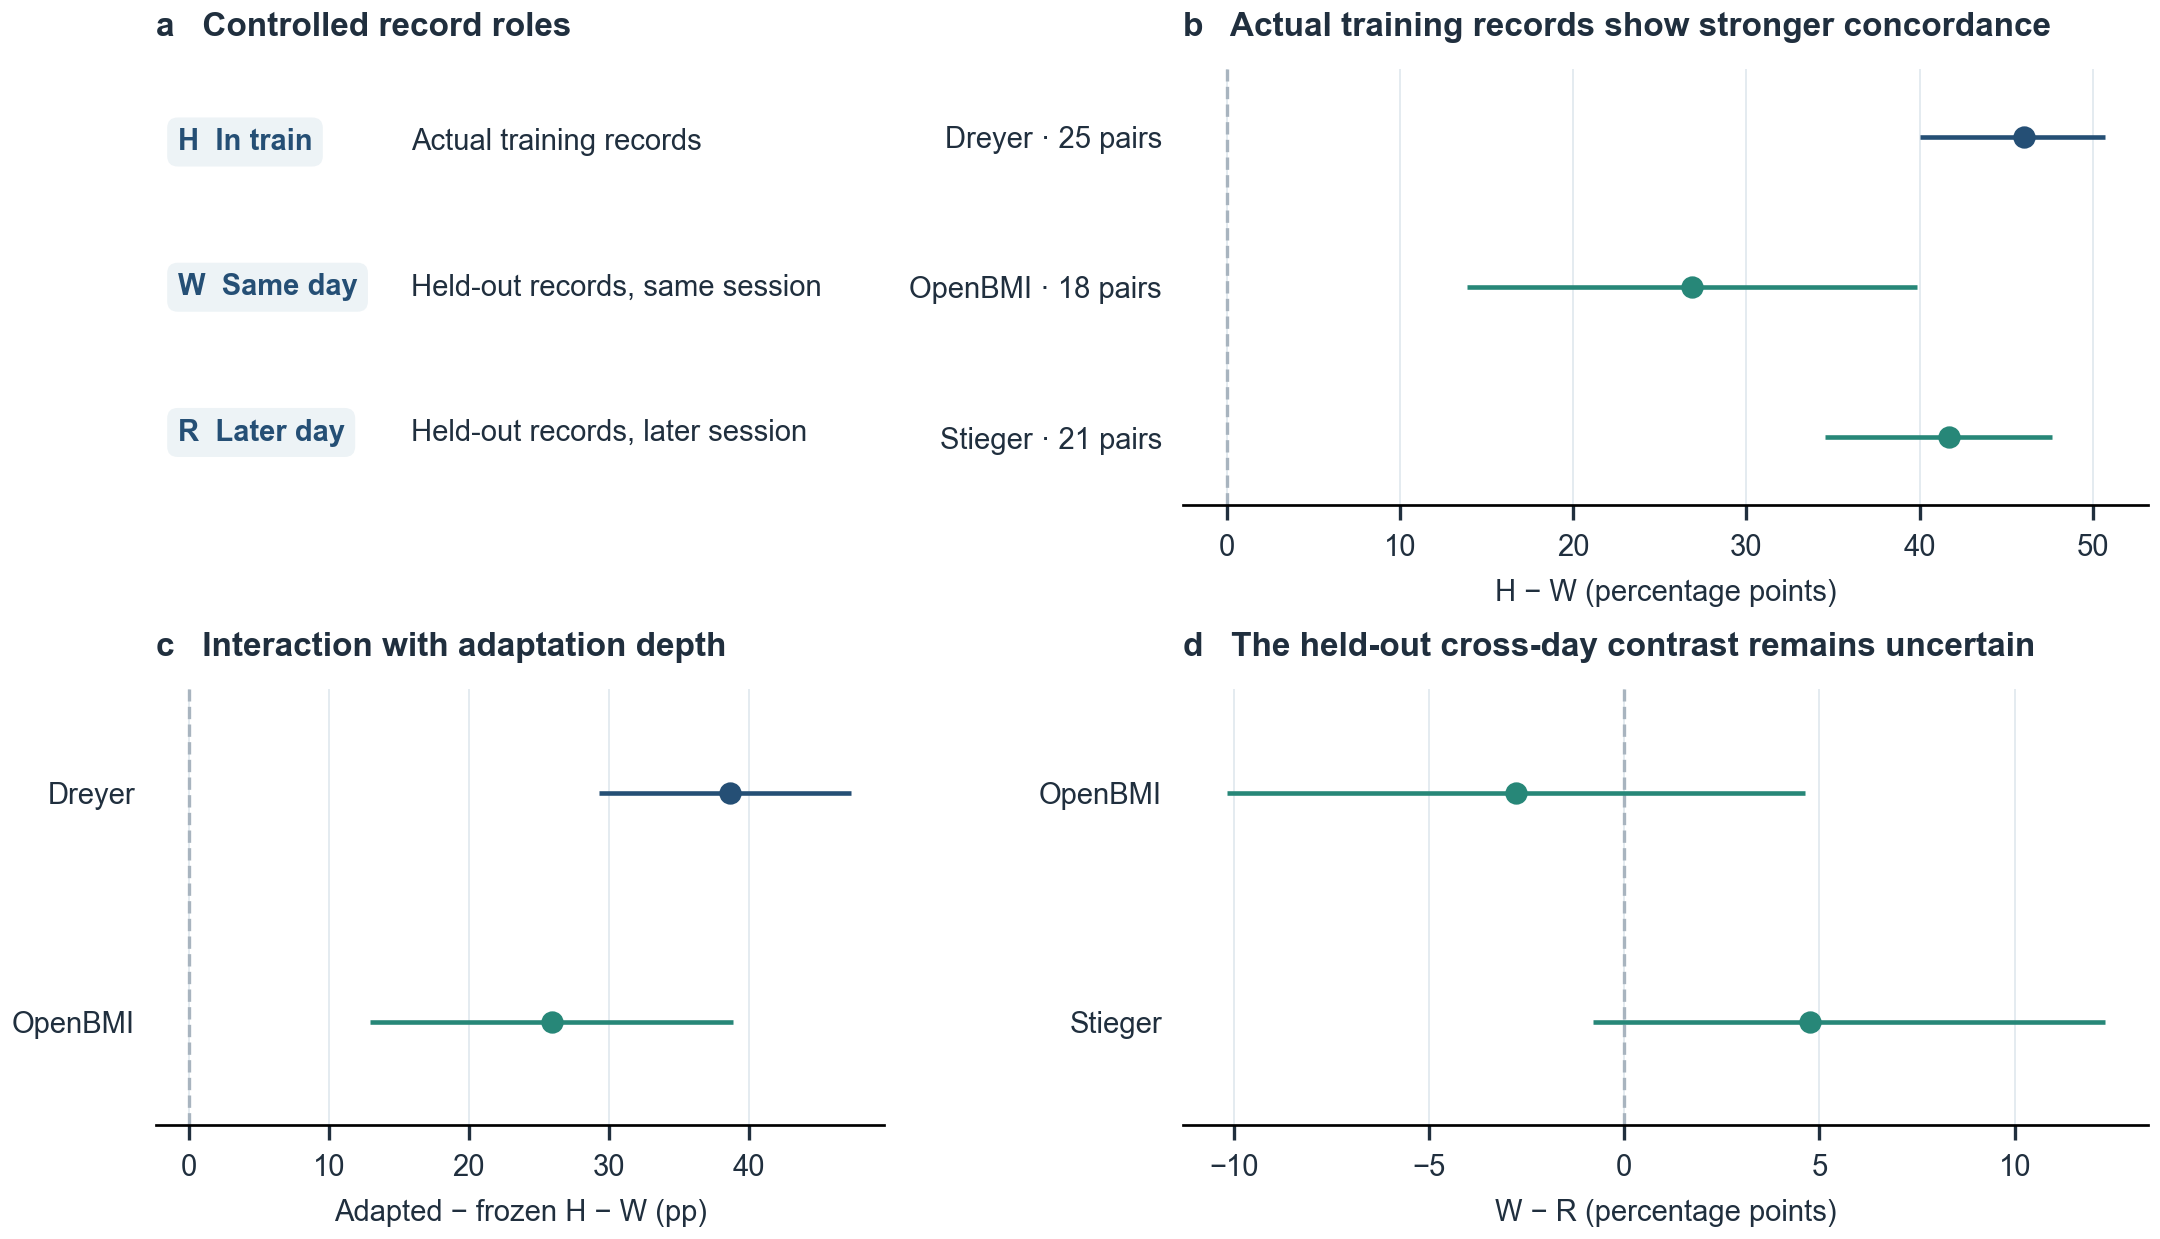 a Controlled record roles
H In train Actual training records
W Same day Held-out records, same session
R Later day Held-out records, later session
b Actual training records show stronger concordance
Dreyer · 25 pairs
OpenBMI · 18 pairs
Stieger · 21 pairs
0 10 20 30 40 50
H − W (percentage points)
c Interaction with adaptation depth
Dreyer
OpenBMI
0 10 20 30 40
Adapted − frozen H − W (pp)
d The held-out cross-day contrast remains uncertain
OpenBMI
Stieger
−10 −5 0 5 10
W − R (percentage points)